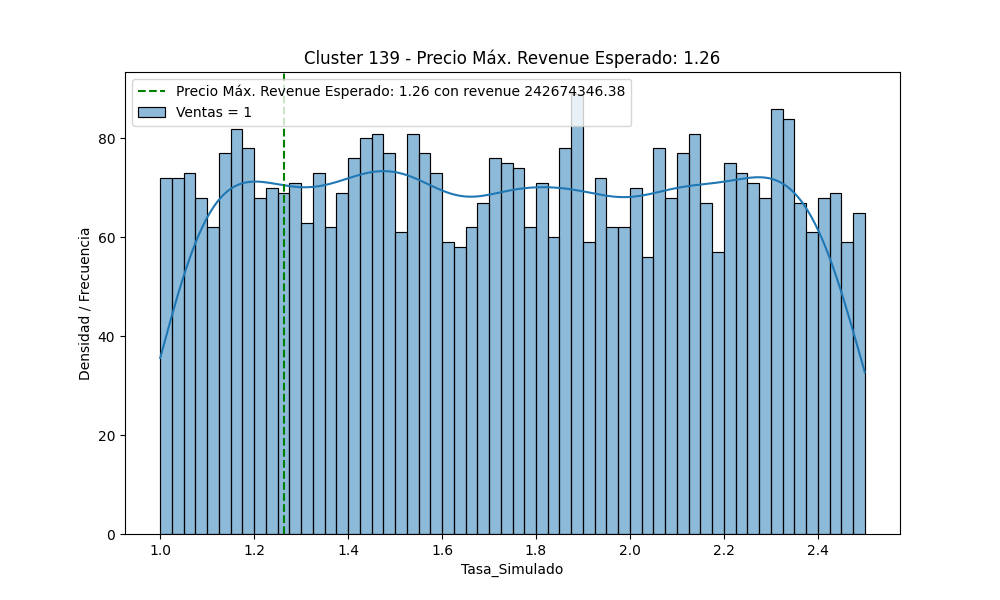 Cluster 139 - Precio Máx. Revenue Esperado: 1.26
Precio Máx. Revenue Esperado: 1.26 con revenue 242674346.38
Ventas = 1
Densidad / Frecuencia
80
60
40
20
0
1.0 1.2 1.4 1.6 1.8 2.0 2.2 2.4
Tasa_Simulado